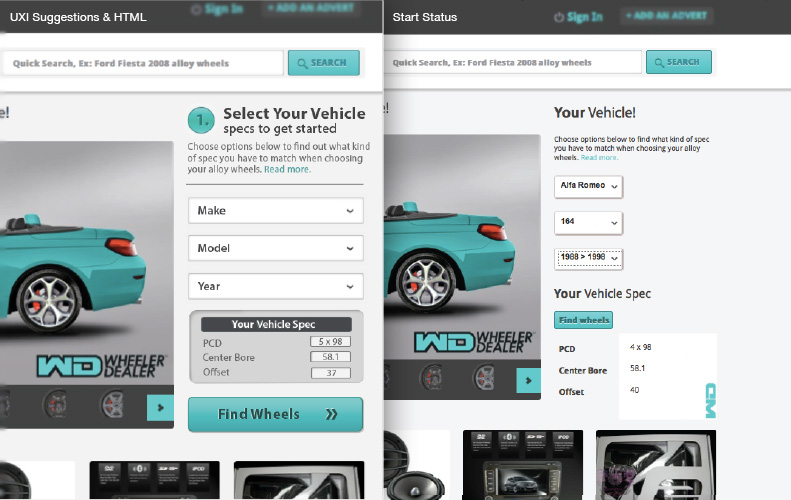 UXI Suggestions & HTML
Sign In
+ ADD AN ADVERT
Quick Search, Ex: Ford Fiesta 2008 alloy wheels
SEARCH
e!
1.
Select Your Vehicle
specs to get started
Choose options below to find out what kind
of spec you have to match when choosing
your alloy wheels. Read more.
Make
Model
Year
Your Vehicle Spec
PCD 5 x 98
Center Bore 58.1
Offset 37
WD WHEELER
DEALER
Find Wheels »
Start Status
Sign In
+ ADD AN ADVERT
Quick Search, Ex: Ford Fiesta 2008 alloy wheels
SEARCH
e!
Your Vehicle!
Choose options below to find what kind of spec
you have to match when choosing your alloy
wheels. Read more.
Alfa Romeo
164
1988 > 1998
Your Vehicle Spec
Find wheels
PCD 4 x 98
Center Bore 58.1
Offset 40
WD WHEELER
DEALER